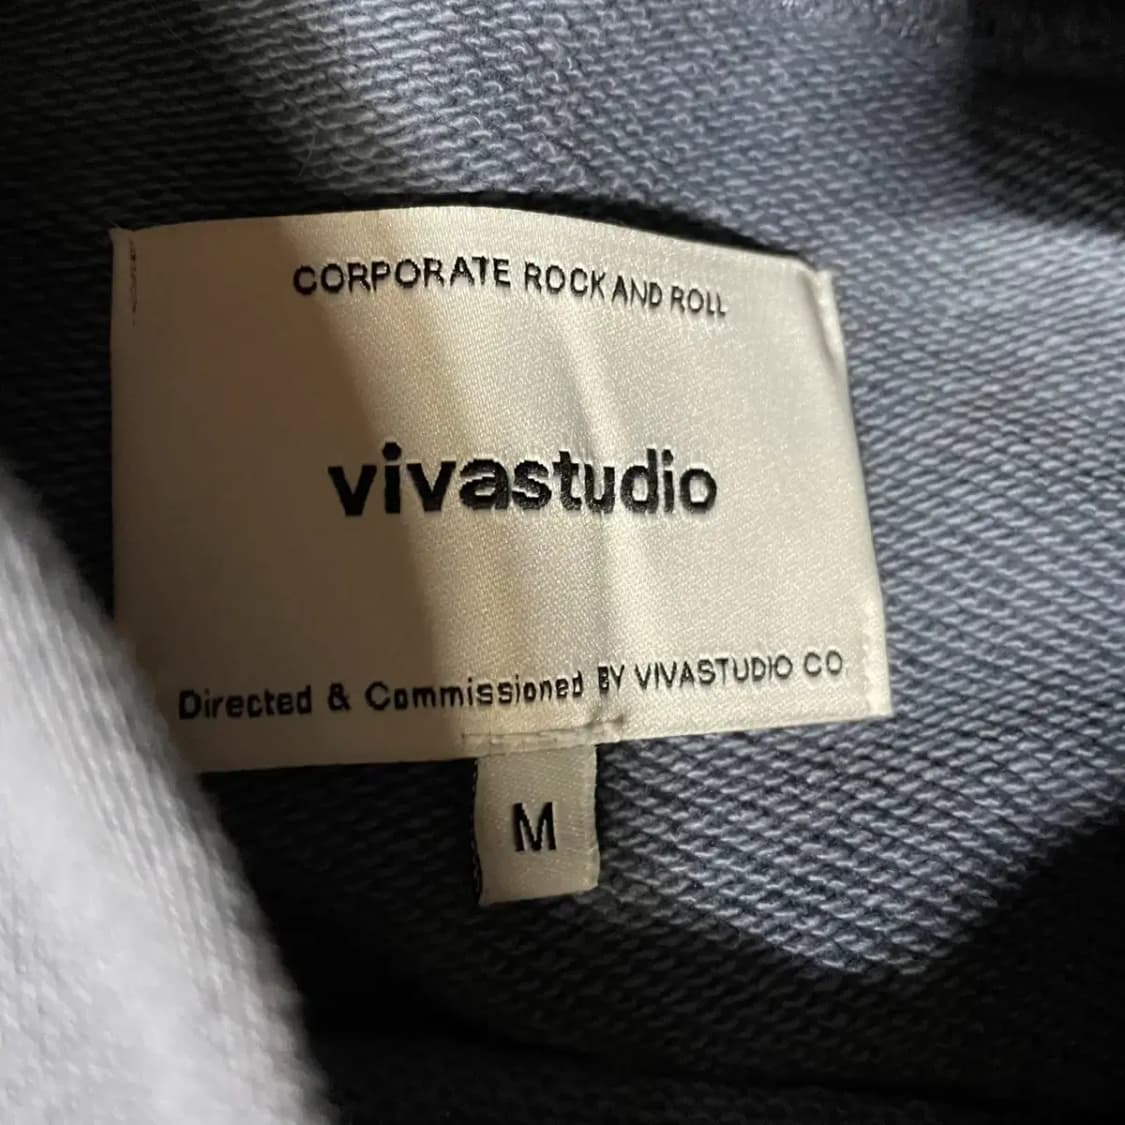 CORPORATE ROCK AND ROLL
vivastudio
Directed & Commissioned BY VIVASTUDIO CO
M